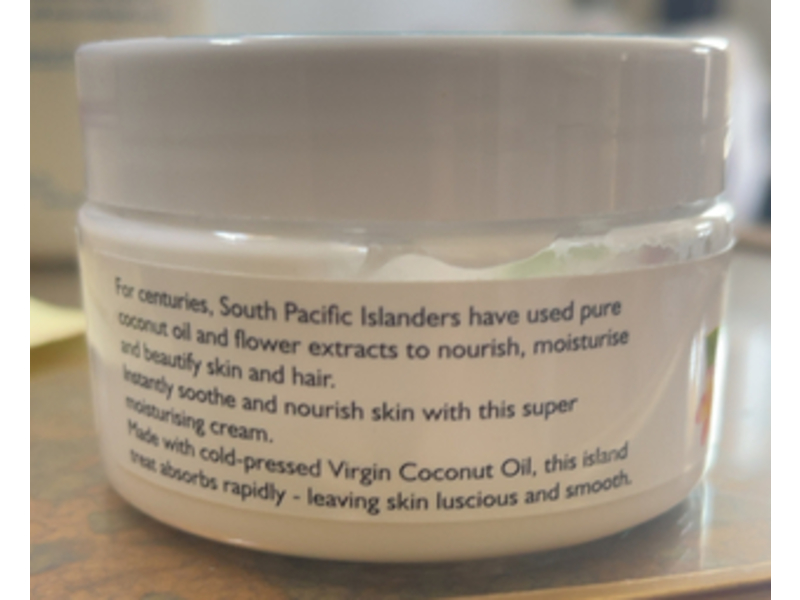 For centuries, South Pacific Islanders have used pure
coconut oil and flower extracts to nourish, moisturise
and beautify skin and hair.
Instantly soothe and nourish skin with this super
moisturising cream.
Made with cold-pressed Virgin Coconut Oil, this island
treat absorbs rapidly - leaving skin luscious and smooth.